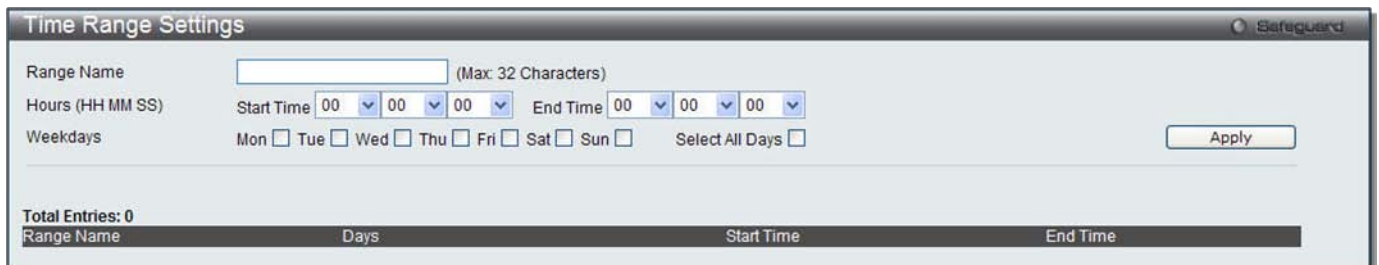 Time Range Settings
Safeguard
Range Name (Max: 32 Characters)
Hours (HH MM SS) Start Time 00 00 00 End Time 00 00 00
Weekdays Mon Tue Wed Thu Fri Sat Sun Select All Days Apply
Total Entries: 0
Range Name Days Start Time End Time